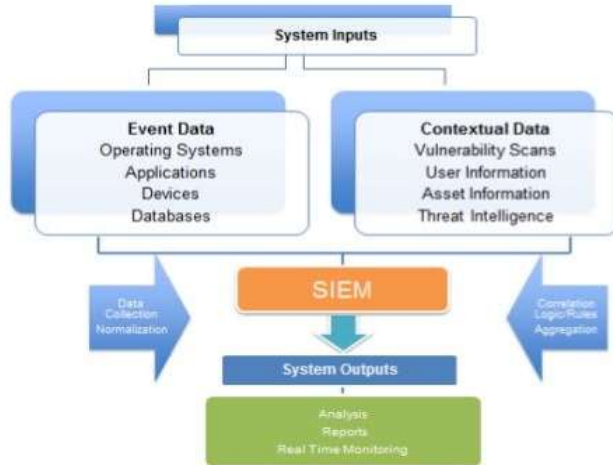 System Inputs
Event Data
Operating Systems
Applications
Devices
Databases
Contextual Data
Vulnerability Scans
User Information
Asset Information
Threat Intelligence
SIEM
Data
Collection
Normalization
Correlation
Logic/Rules
Aggregation
System Outputs
Analysis
Reports
Real Time Monitoring